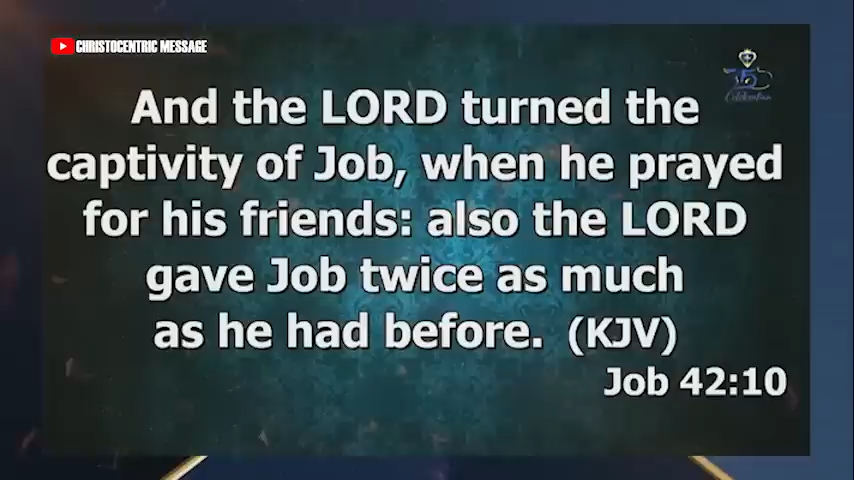 CHRISTOCENTRIC MESSAGE
And the LORD turned the
captivity of Job, when he prayed
for his friends: also the LORD
gave Job twice as much
as he had before. (KJV)
Job 42:10